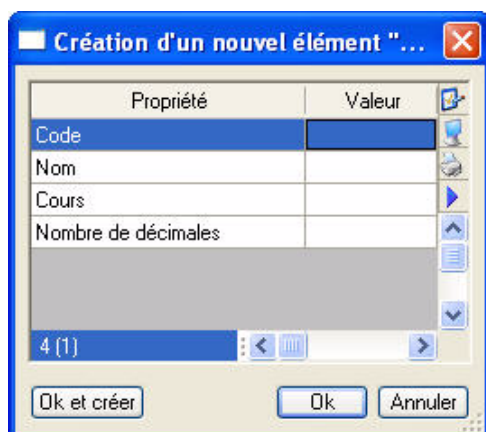 Création d'un nouvel élément "...
Propriété Valeur
Code
Nom
Cours
Nombre de décimales
4 (1)
Ok et créer Ok Annuler